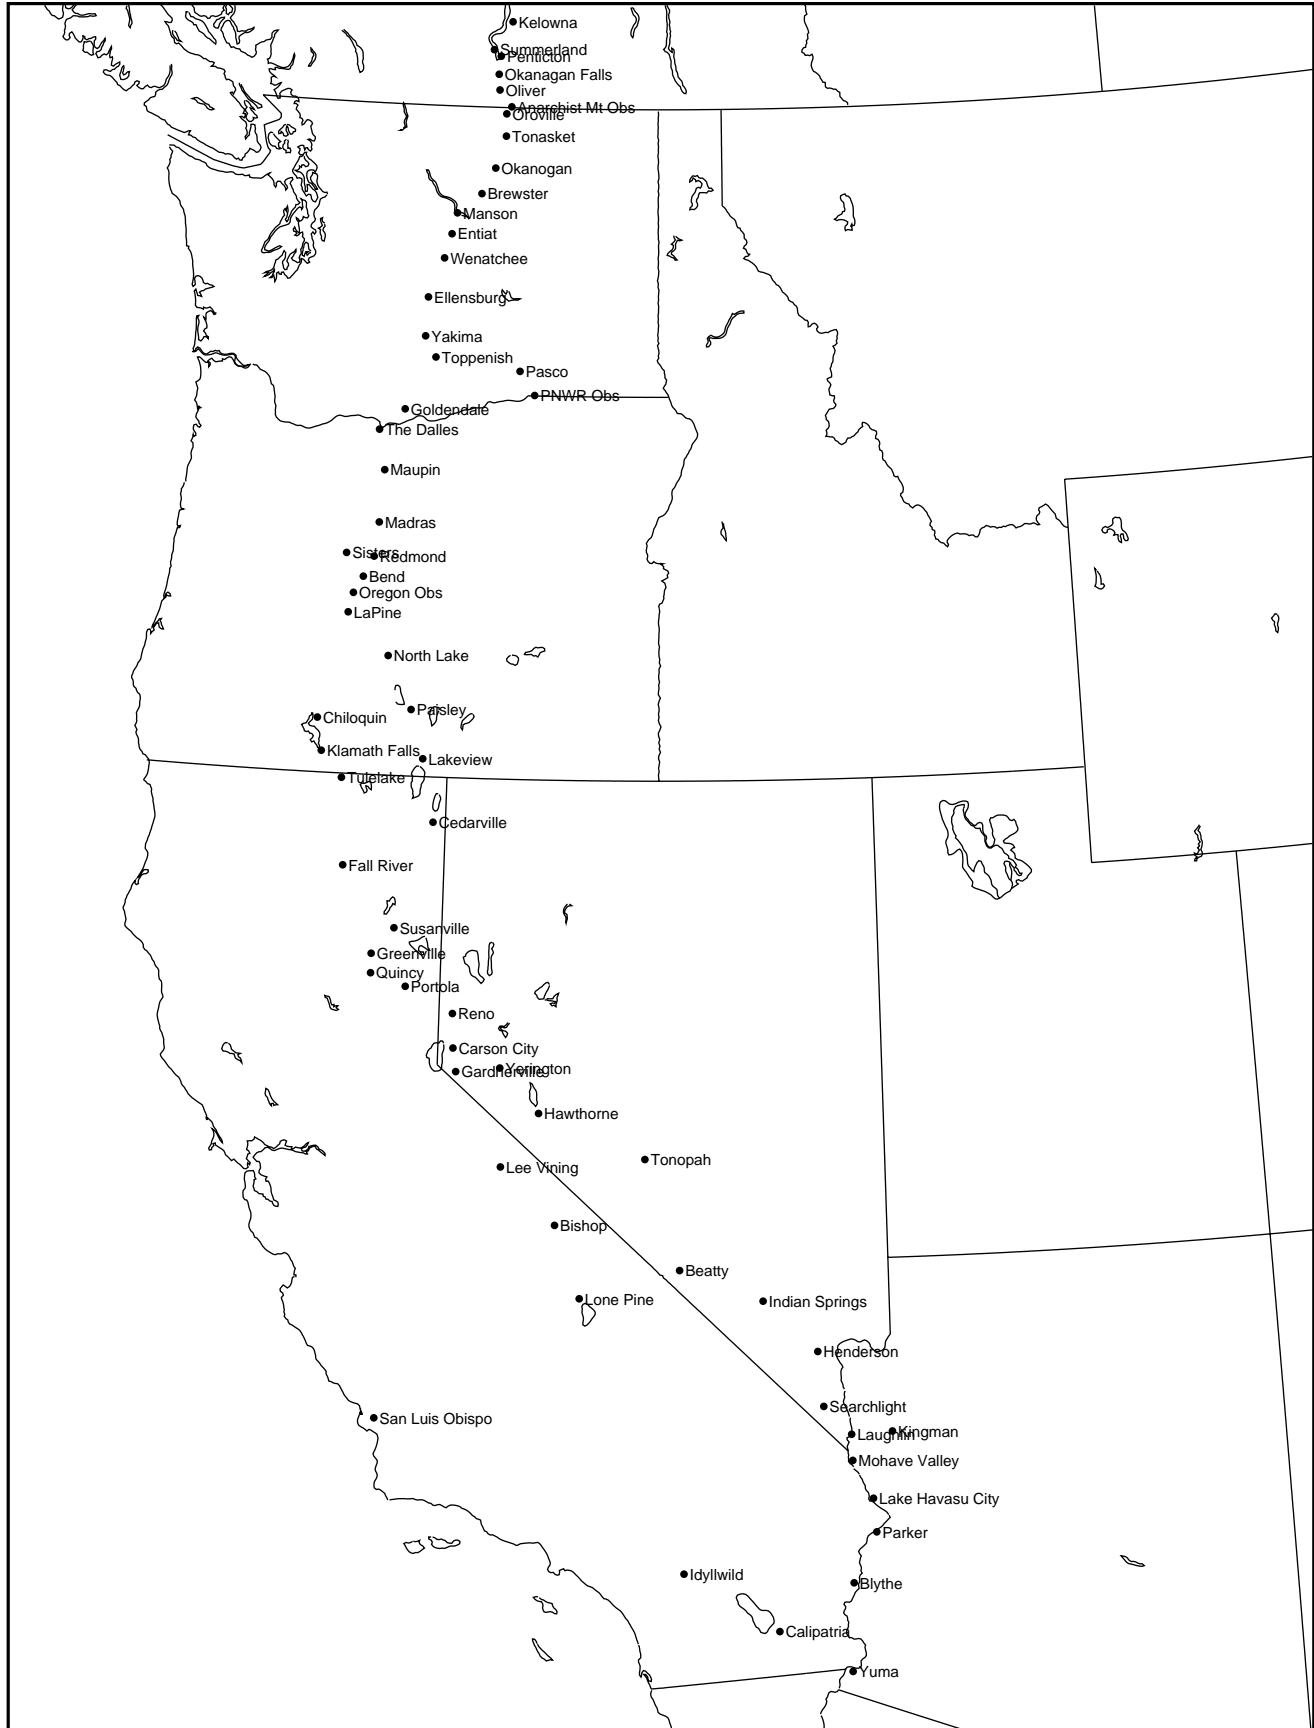 Kelowna
Summerland
Penticton
Okanagan Falls
Oliver
Anarchist Mt Obs
Oroville
Tonasket
Okanogan
Brewster
Manson
Entiat
Wenatchee
Ellensburg
Yakima
Toppenish
Pasco
PNWR Obs
Goldendale
The Dalles
Maupin
Madras
Sisters
Redmond
Bend
Oregon Obs
LaPine
North Lake
Paisley
Chiloquin
Klamath Falls
Lakeview
Tulelake
Cedarville
Fall River
Susanville
Greenville
Quincy
Portola
Reno
Carson City
Yerington
Gardnerville
Hawthorne
Tonopah
Lee Vining
Bishop
Beatty
Lone Pine
Indian Springs
Henderson
Searchlight
San Luis Obispo
Kingman
Laughlin
Mohave Valley
Lake Havasu City
Parker
Idyllwild
Blythe
Calipatria
Yuma